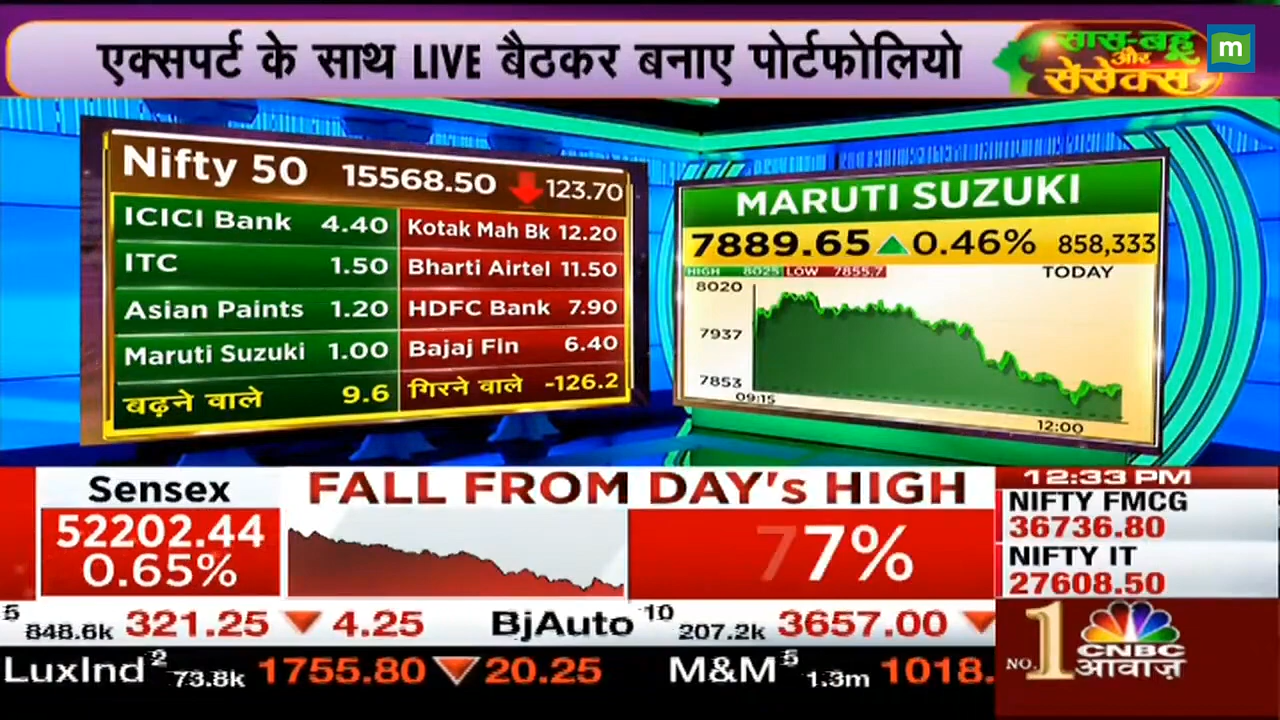 एक्सपर्ट के साथ LIVE बैठकर बनाए पोर्टफोलियो
सास-बहू
और
सेंसेक्स
m
Nifty 50 15568.50 123.70
ICICI Bank 4.40 Kotak Mah Bk 12.20
ITC 1.50 Bharti Airtel 11.50
Asian Paints 1.20 HDFC Bank 7.90
Maruti Suzuki 1.00 Bajaj Fin 6.40
बढ़ने वाले 9.6 गिरने वाले -126.2
MARUTI SUZUKI
7889.65 0.46% 858,333
HIGH 8025 LOW 7855.7 TODAY
8020
7937
7853
09:15
12:00
Sensex
52202.44
0.65%
FALL FROM DAY's HIGH
77%
12:33 PM
NIFTY FMCG
36736.80
NIFTY IT
27608.50
5 848.6k 321.25 4.25 BjAuto 10 207.2k 3657.00
LuxInd 2 73.8k 1755.80 20.25 M&M 5 1.3m 1018.
NO.1 CNBC
आवाज़